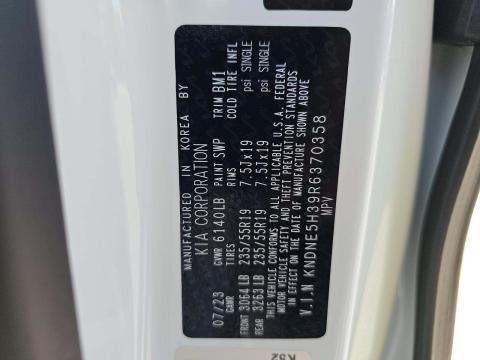 MANUFACTURED IN KOREA BY
KIA CORPORATION
07/23 GVWR 6140LB PAINT SWP TRIM BM1
GAWR RIMS COLD TIRE INFL
FRONT 3064LB 235/55R19 7.5Jx19 psi SINGLE
REAR 3263LB 235/55R19 7.5Jx19 psi SINGLE
THIS VEHICLE CONFORMS TO ALL APPLICABLE U.S.A. FEDERAL
MOTOR VEHICLE SAFETY AND THEFT PREVENTION STANDARDS
IN EFFECT ON THE DATE OF MANUFACTURE SHOWN ABOVE
V.I.N KNDNE5H39R6370358
MPV
K82